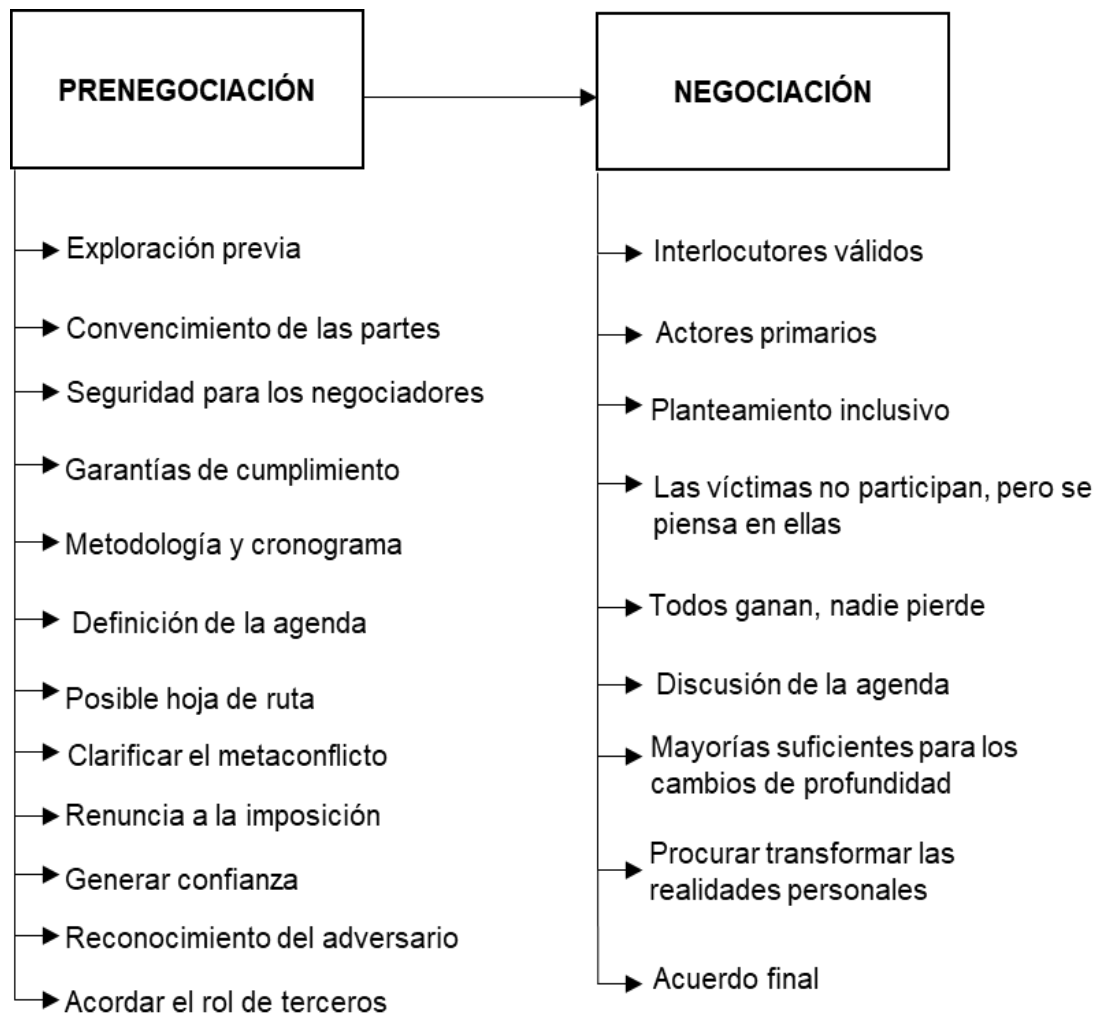 PRENEGOCIACIÓN
Exploración previa
Convencimiento de las partes
Seguridad para los negociadores
Garantías de cumplimiento
Metodología y cronograma
Definición de la agenda
Posible hoja de ruta
Clarificar el metaconflicto
Renuncia a la imposición
Generar confianza
Reconocimiento del adversario
Acordar el rol de terceros
NEGOCIACIÓN
Interlocutores válidos
Actores primarios
Planteamiento inclusivo
Las víctimas no participan, pero se
piensa en ellas
Todos ganan, nadie pierde
Discusión de la agenda
Mayorías suficientes para los
cambios de profundidad
Procurar transformar las
realidades personales
Acuerdo final